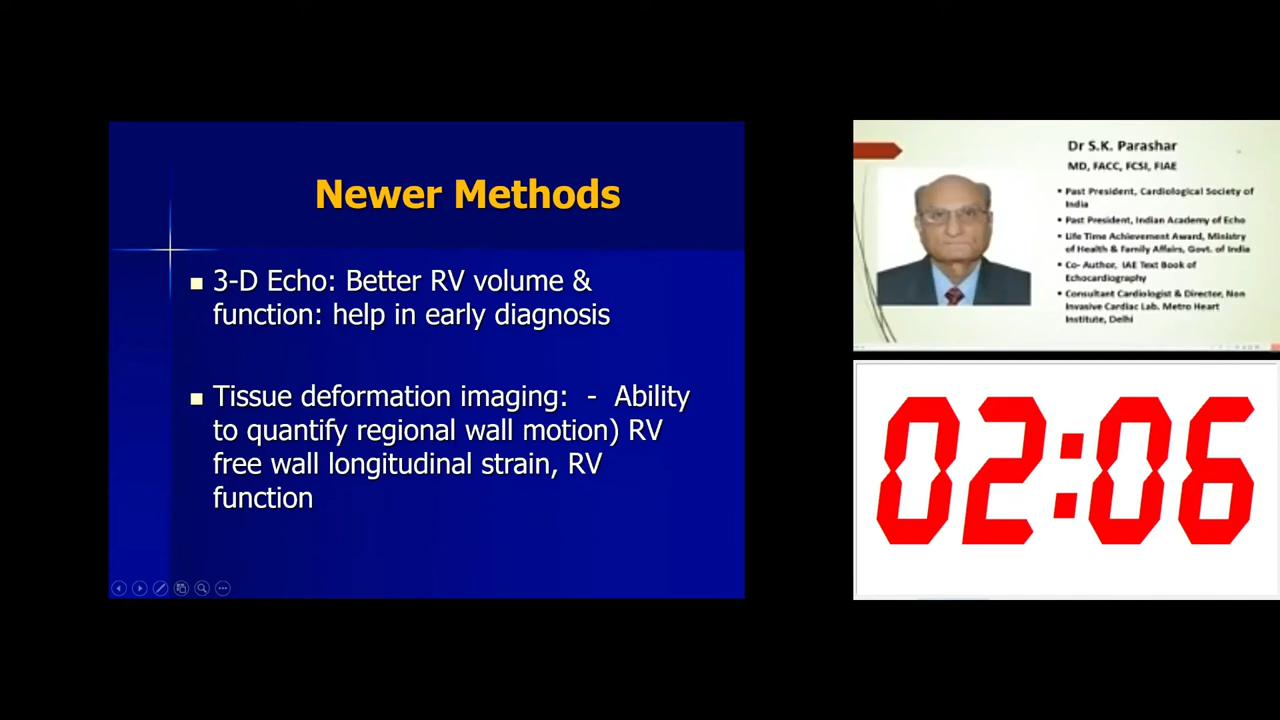 Newer Methods
■ 3-D Echo: Better RV volume &
function: help in early diagnosis
■ Tissue deformation imaging: - Ability
to quantify regional wall motion) RV
free wall longitudinal strain, RV
function
Dr S.K. Parashar
MD, FACC, FCSI, FIAE
▪ Past President, Cardiological Society of
India
▪ Past President, Indian Academy of Echo
▪ Life Time Achievement Award, Ministry
of Health & Family Affairs, Govt. of India
▪ Co- Author, IAE Text Book of
Echocardiography
▪ Consultant Cardiologist & Director, Non
Invasive Cardiac Lab. Metro Heart
Institute, Delhi
02:06